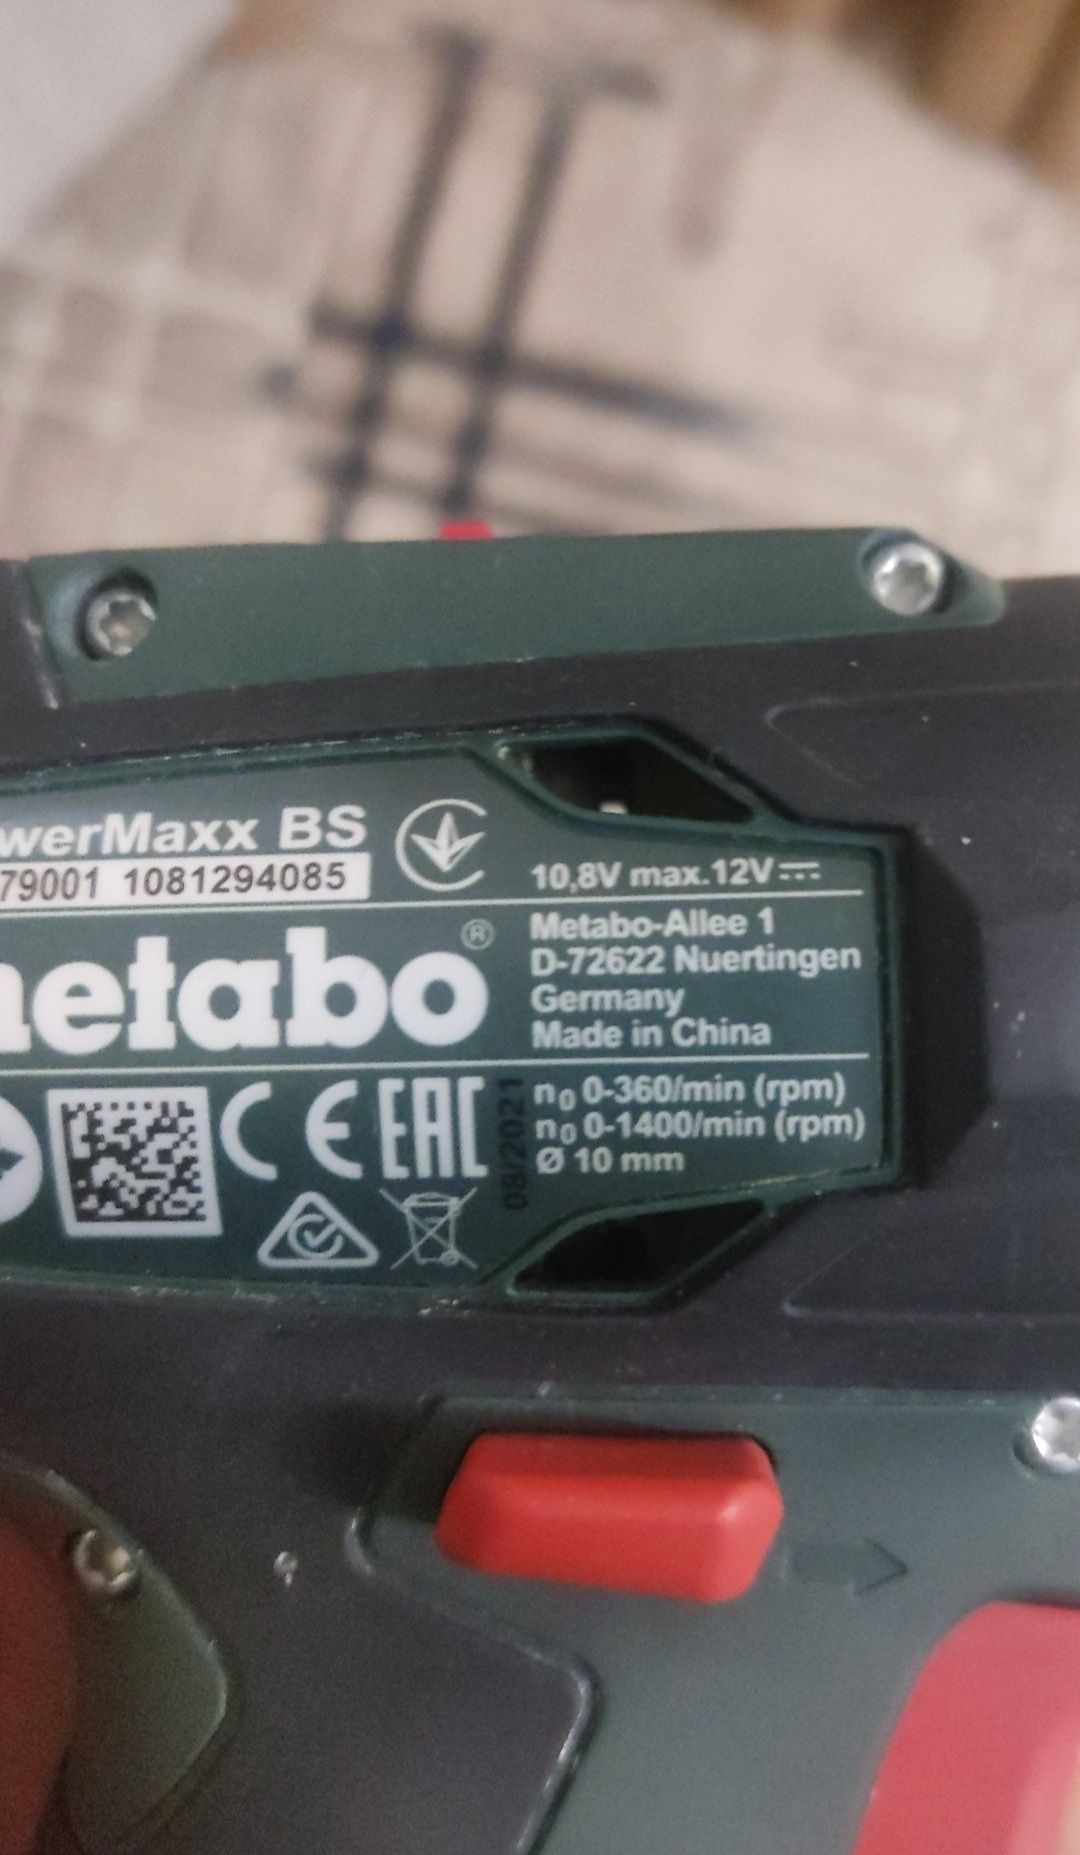 werMaxx BS
79001 1081294085
10,8V max.12V
etabo®
Metabo-Allee 1
D-72622 Nuertingen
Germany
Made in China
CE EAC
08/2021
n₀ 0-360/min (rpm)
n₀ 0-1400/min (rpm)
Ø 10 mm